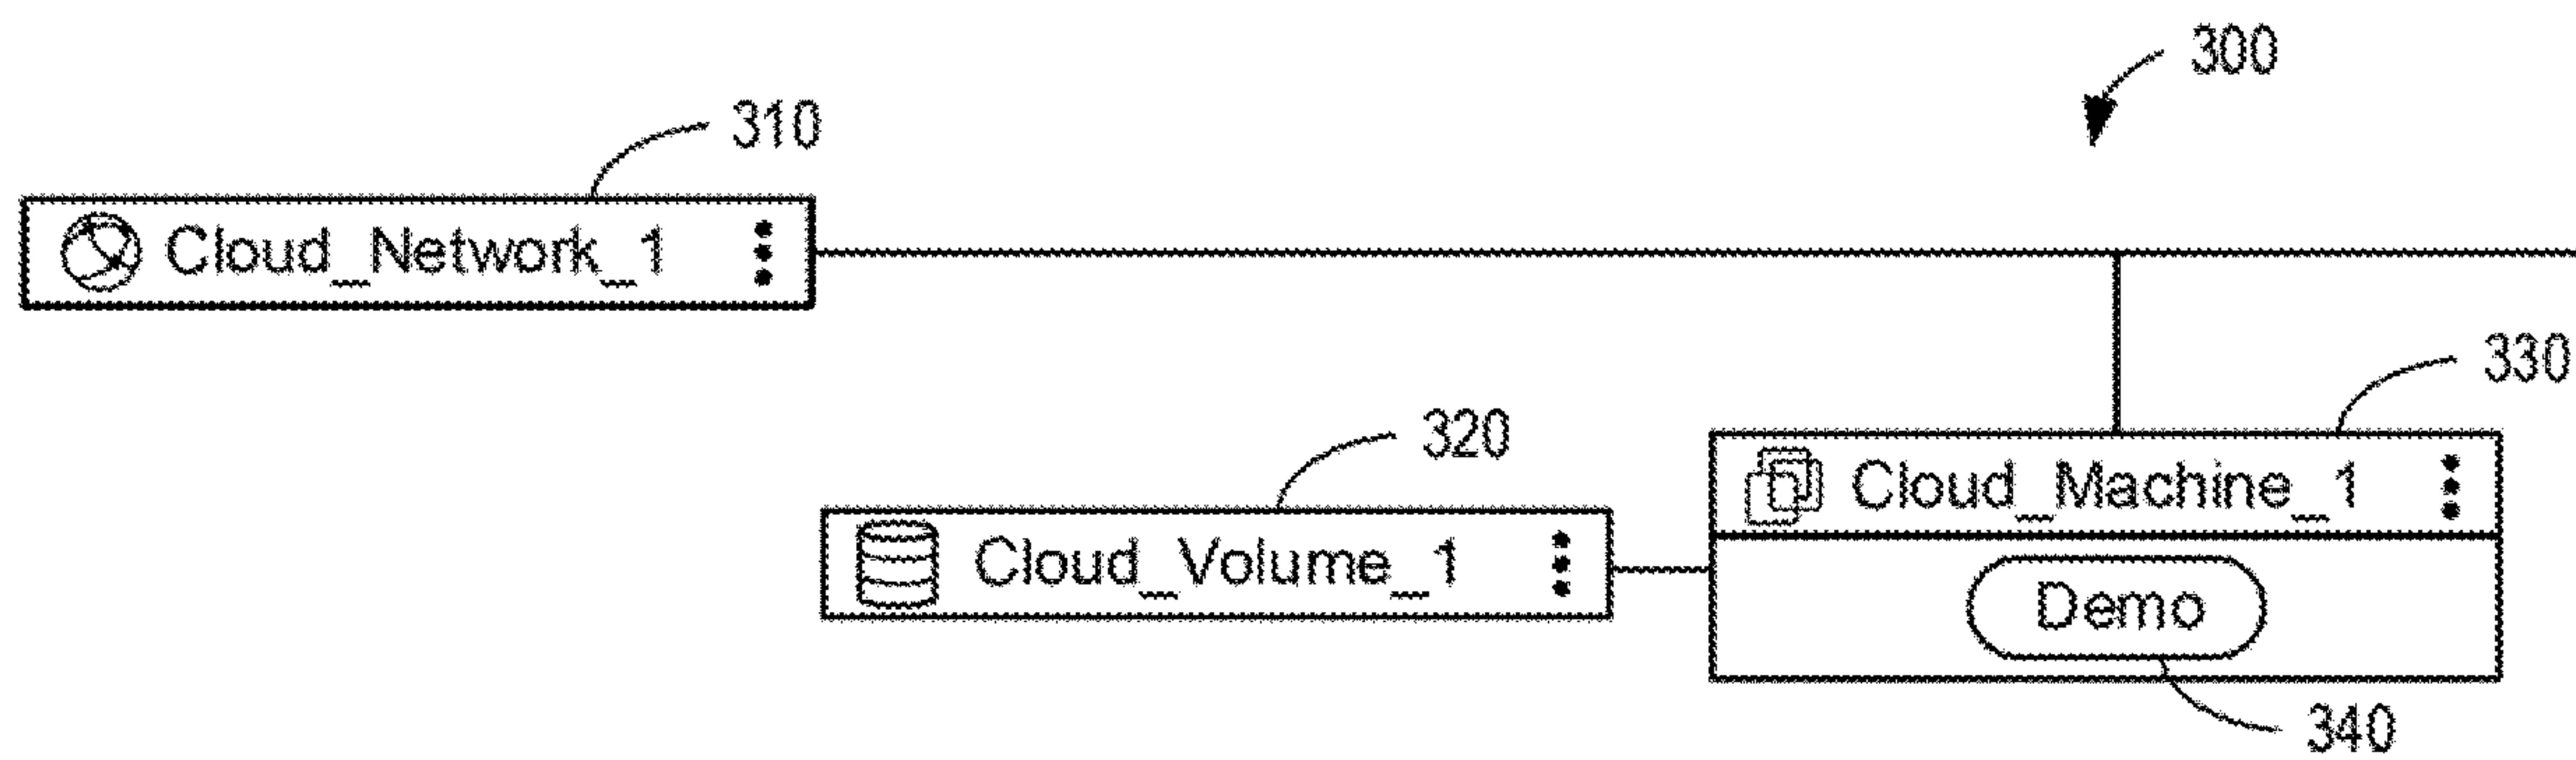 300
310
Cloud_Network_1
330
320
Cloud_Machine_1
Cloud_Volume_1
Demo
340